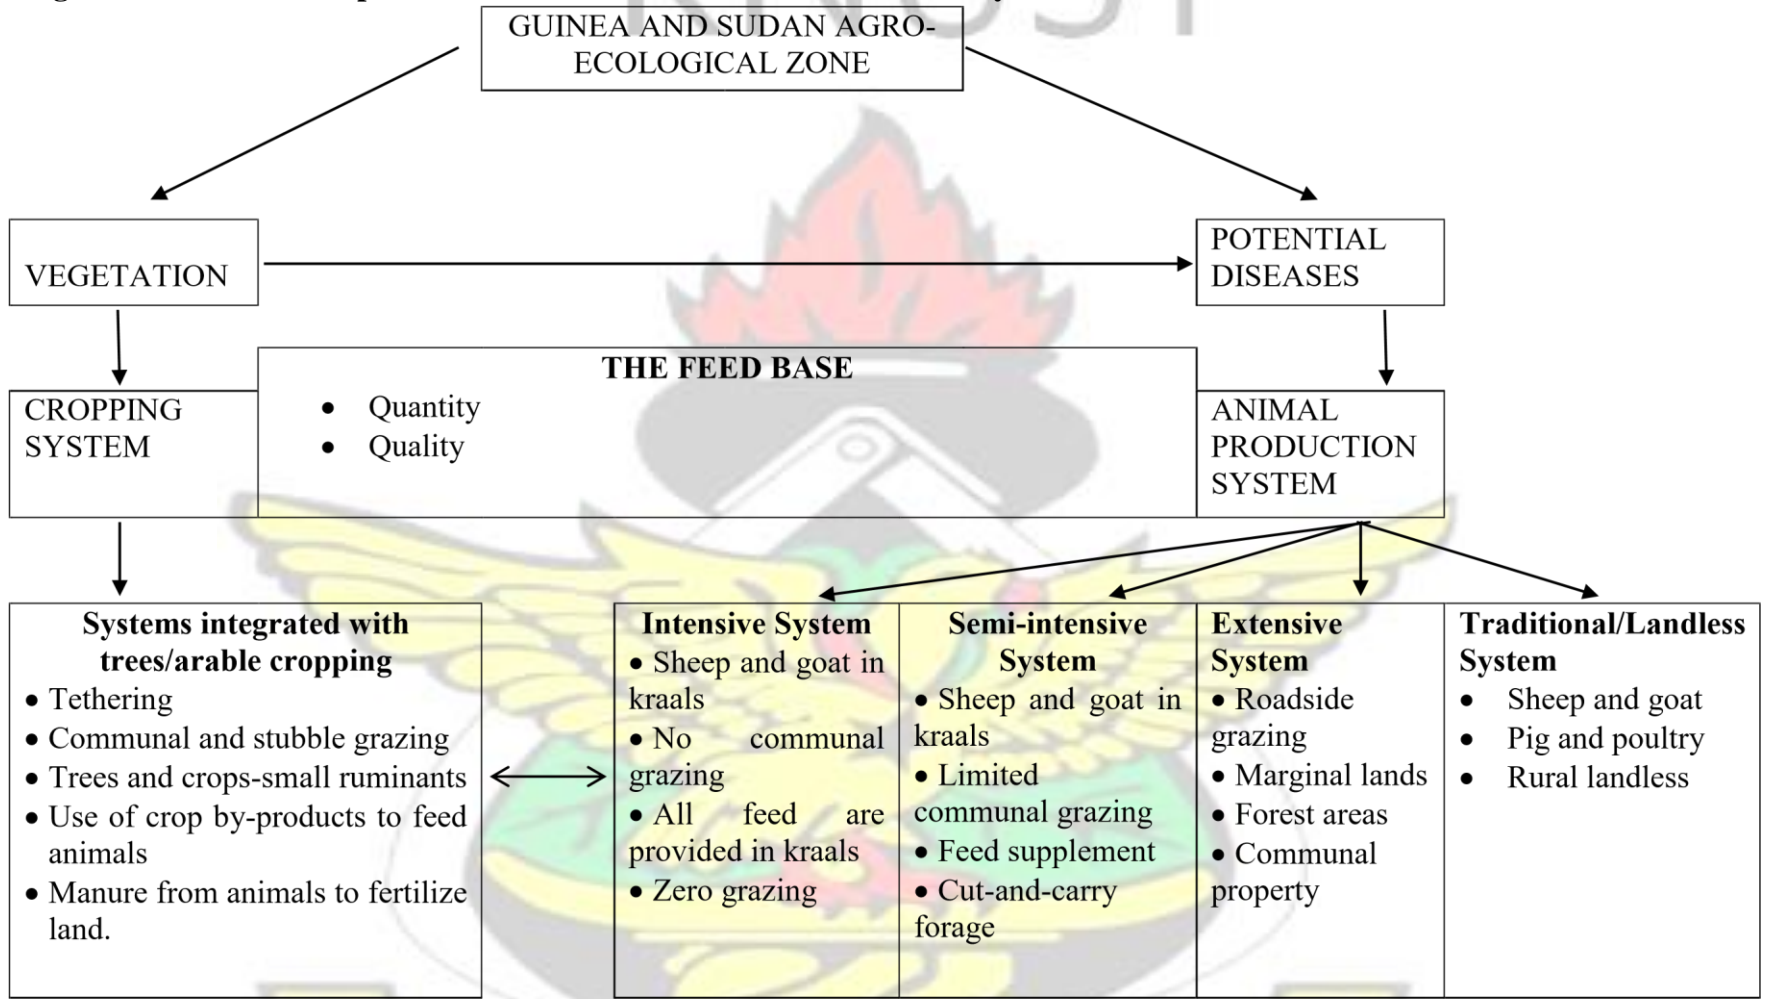 GUINEA AND SUDAN AGRO-
ECOLOGICAL ZONE
VEGETATION
POTENTIAL
DISEASES
THE FEED BASE
• Quantity
• Quality
CROPPING
SYSTEM
ANIMAL
PRODUCTION
SYSTEM
Systems integrated with
trees/arable cropping
• Tethering
• Communal and stubble grazing
• Trees and crops-small ruminants
• Use of crop by-products to feed
animals
• Manure from animals to fertilize
land.
Intensive System
• Sheep and goat in
kraals
• No communal
grazing
• All feed are
provided in kraals
• Zero grazing
Semi-intensive
System
• Sheep and goat in
kraals
• Limited
communal grazing
• Feed supplement
• Cut-and-carry
forage
Extensive
System
• Roadside
grazing
• Marginal lands
• Forest areas
• Communal
property
Traditional/Landless
System
• Sheep and goat
• Pig and poultry
• Rural landless